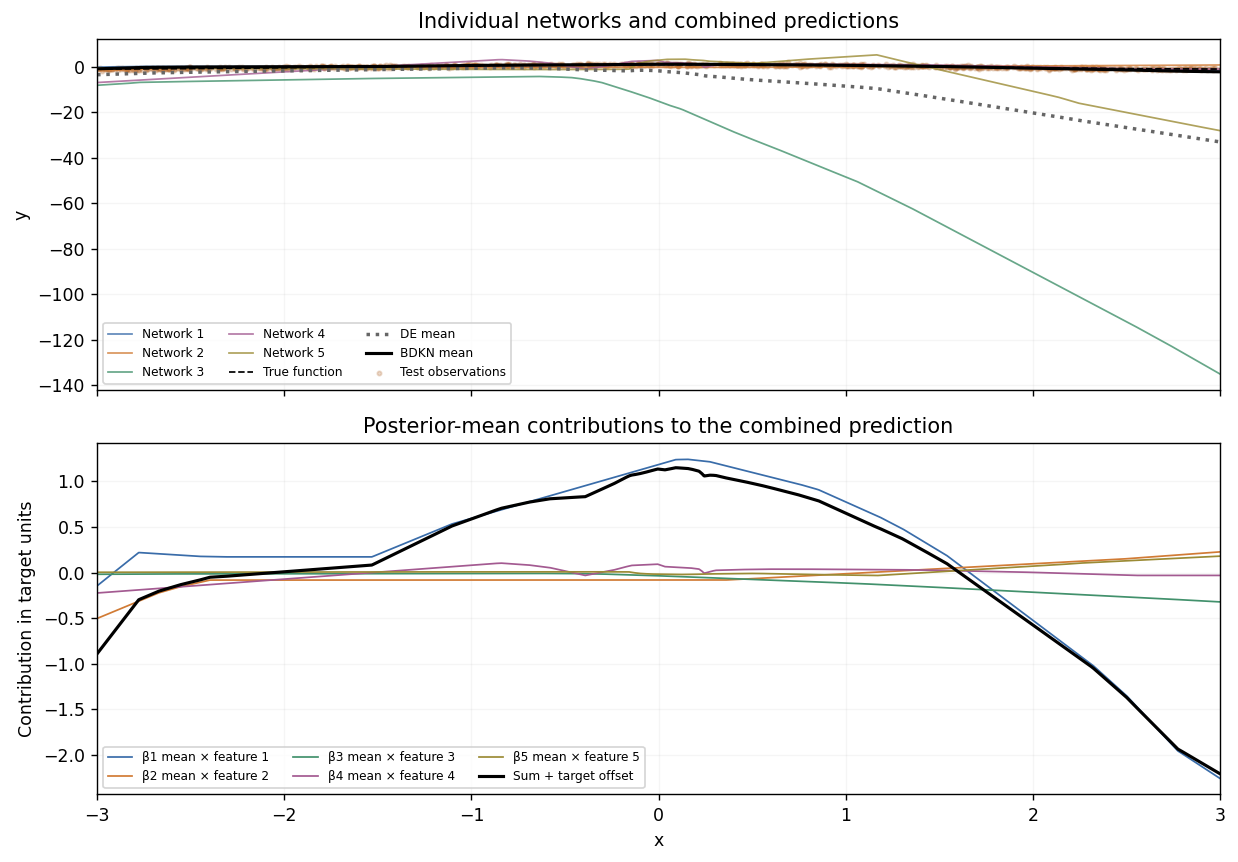 Individual networks and combined predictions
y
0
−20
−40
−60
−80
−100
−120
−140
Network 1
Network 2
Network 3
Network 4
Network 5
True function
DE mean
BDKN mean
Test observations
Posterior-mean contributions to the combined prediction
Contribution in target units
1.0
0.5
0.0
−0.5
−1.0
−1.5
−2.0
β1 mean × feature 1
β2 mean × feature 2
β3 mean × feature 3
β4 mean × feature 4
β5 mean × feature 5
Sum + target offset
−3 −2 −1 0 1 2 3
x